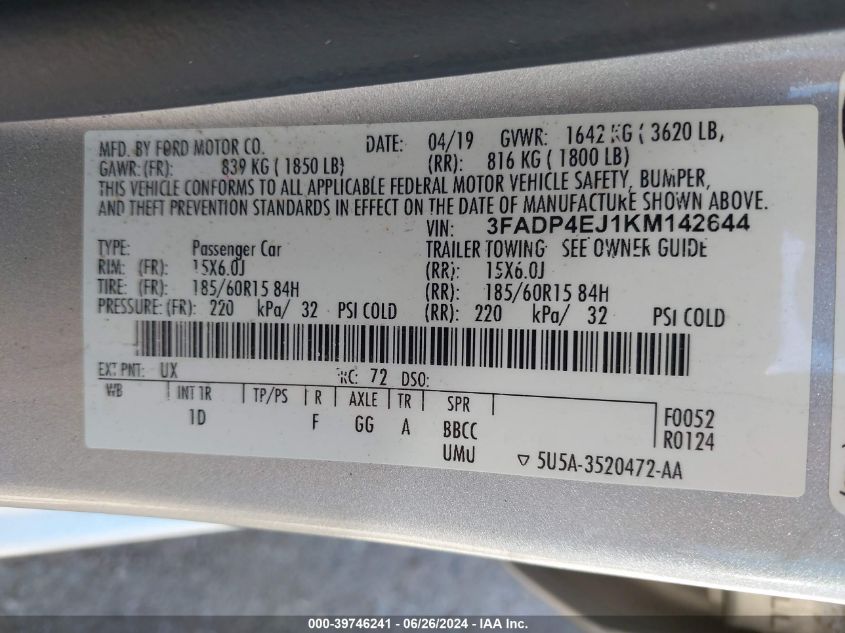 MFD. BY FORD MOTOR CO. DATE: 04/19 GVWR: 1642 KG ( 3620 LB,
GAWR: (FR): 839 KG ( 1850 LB) (RR): 816 KG ( 1800 LB)
THIS VEHICLE CONFORMS TO ALL APPLICABLE FEDERAL MOTOR VEHICLE SAFETY, BUMPER,
AND THEFT PREVENTION STANDARDS IN EFFECT ON THE DATE OF MANUFACTURE SHOWN ABOVE.
VIN: 3FADP4EJ1KM142644
TYPE: Passenger Car TRAILER TOWING SEE OWNER GUIDE
RIM: (FR): 15X6.0J (RR): 15X6.0J
TIRE: (FR): 185/60R15 84H (RR): 185/60R15 84H
PRESSURE: (FR): 220 kPa/ 32 PSI COLD (RR): 220 kPa/ 32 PSI COLD
EXT PNT: UX RC: 72 DSO:
WB INT TR TP/PS R AXLE TR SPR F0052
1D F GG A BBCC R0124
UMU ▽ 5U5A-3520472-AA
000-39746241 - 06/26/2024 - IAA Inc.